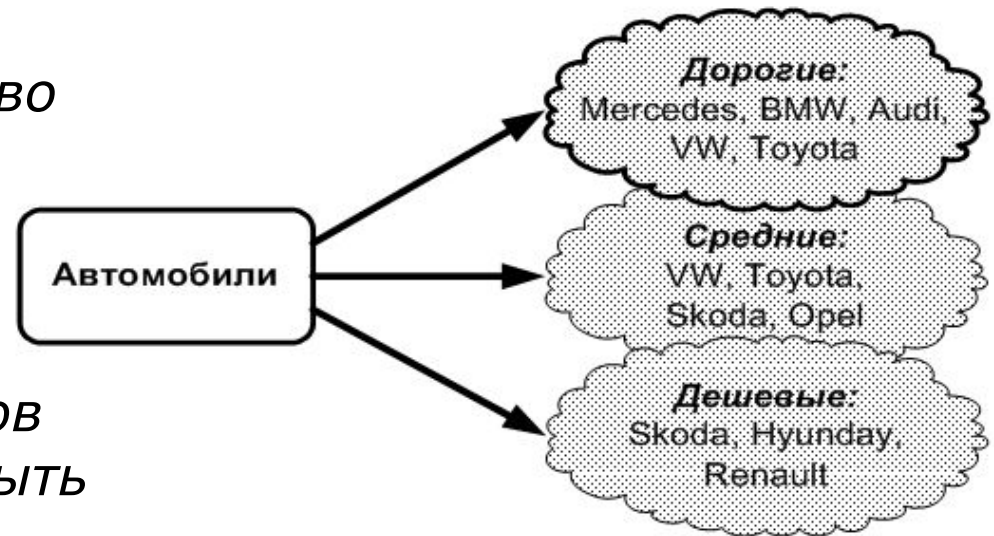 во
Автомобили
ов
ыть
Дорогие:
Mercedes, BMW, Audi,
VW, Toyota
Средние:
VW, Toyota,
Skoda, Opel
Дешевые:
Skoda, Hyunday,
Renault